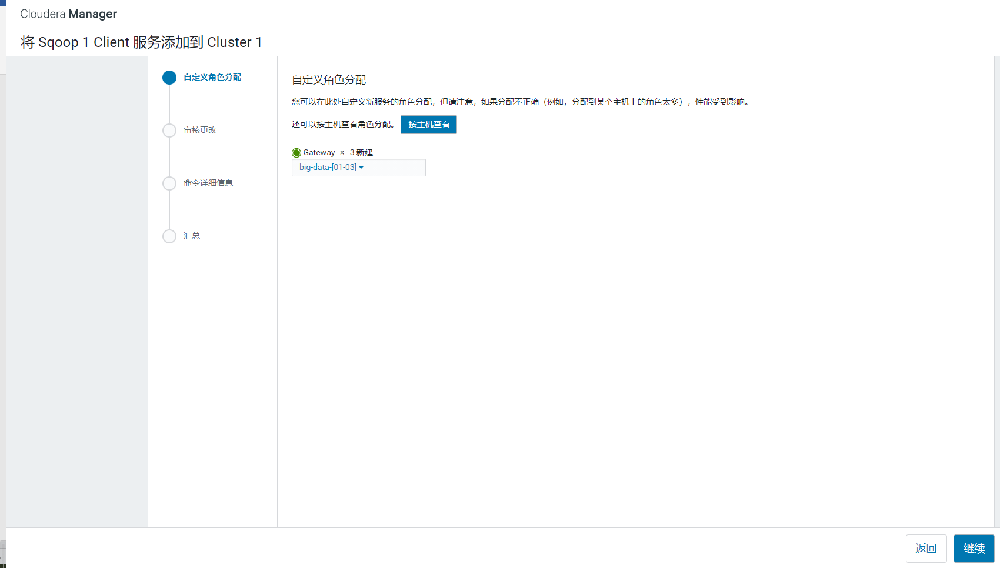 Cloudera Manager
将 Sqoop 1 Client 服务添加到 Cluster 1
自定义角色分配
审核更改
命令详细信息
汇总
自定义角色分配
您可以在此处自定义新服务的角色分配，但请注意，如果分配不正确（例如，分配到某个主机上的角色太多），性能受到影响。
还可以按主机查看角色分配。 按主机查看
Gateway × 3 新建
big-data-[01-03]
返回 继续